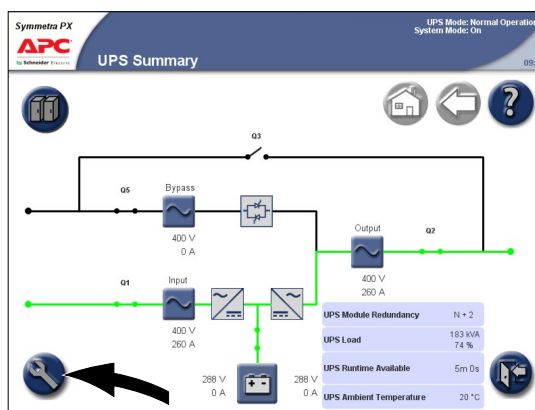 Symmetra PX
APC
by Schneider Electric
UPS Summary
UPS Mode: Normal Operation
System Mode: On
09:
Q3
Q5
Bypass
400 V
0 A
Output
Q2
400 V
260 A
Q1
Input
400 V
260 A
288 V
0 A
288 V
0 A
UPS Module Redundancy N + 2
UPS Load 183 kVA
74 %
UPS Runtime Available 5m 0s
UPS Ambient Temperature 20 °C